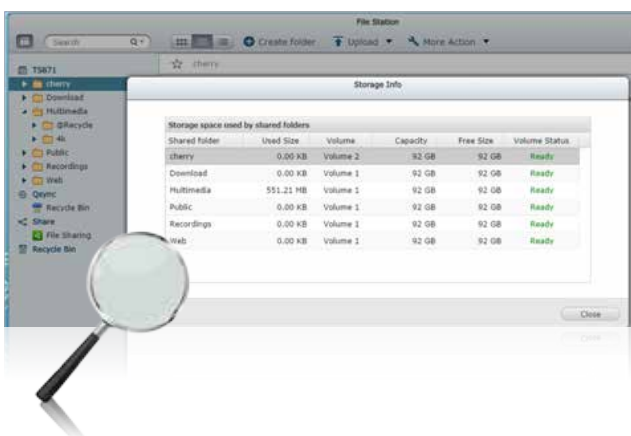 File Station
Search
Create folder Upload More Action
TS871
cherry
cherry
Download
Multimedia
@Recycle
4k
Public
Recordings
Web
Qsync
Recycle Bin
Share
File Sharing
Recycle Bin
Storage Info
Storage space used by shared folders
Shared folder Used Size Volume Capacity Free Size Volume Status
cherry 0.00 KB Volume 2 92 GB 92 GB Ready
Download 0.00 KB Volume 1 92 GB 92 GB Ready
Multimedia 551.21 MB Volume 1 92 GB 92 GB Ready
Public 0.00 KB Volume 1 92 GB 92 GB Ready
Recordings 0.00 KB Volume 1 92 GB 92 GB Ready
Web 0.00 KB Volume 1 92 GB 92 GB Ready
Close